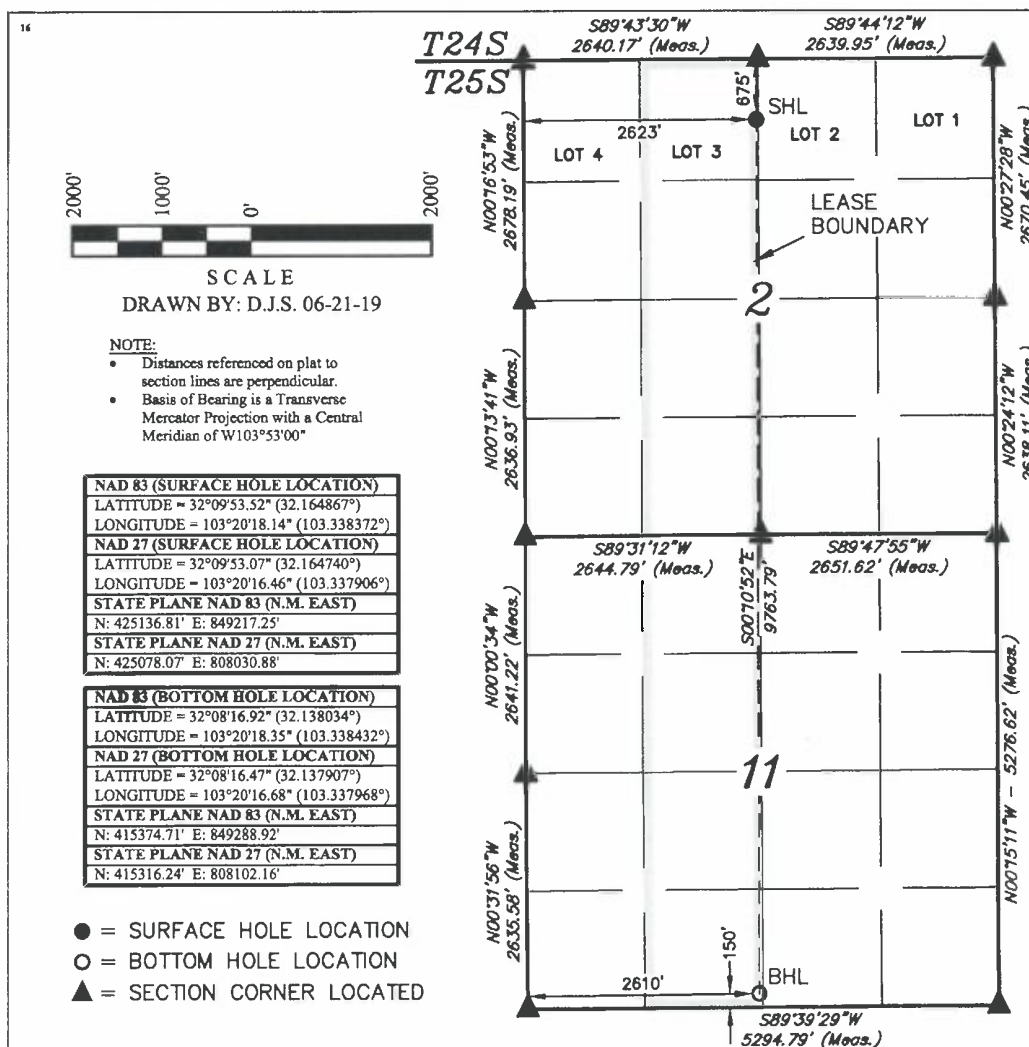 16
S89°43'30"W
2640.17' (Meas.)
S89°44'12"W
2639.95' (Meas.)
T24S
T25S
675'
SHL
2623'
LOT 4
LOT 3
LOT 2
LOT 1
N00°16'53"W
2678.19' (Meas.)
N00°27'28"W
2670.45' (Meas.)
LEASE
BOUNDARY
2000'
1000'
0'
2000'
SCALE
DRAWN BY: D.J.S. 06-21-19
2
NOTE:
• Distances referenced on plat to
section lines are perpendicular.
• Basis of Bearing is a Transverse
Mercator Projection with a Central
Meridian of W103°53'00"
N00°13'41"W
2636.93' (Meas.)
N00°24'12"W
2638.11' (Meas.)
NAD 83 (SURFACE HOLE LOCATION)
LATITUDE = 32°09'53.52" (32.164867°)
LONGITUDE = 103°20'18.14" (103.338372°)
NAD 27 (SURFACE HOLE LOCATION)
LATITUDE = 32°09'53.07" (32.164740°)
LONGITUDE = 103°20'16.46" (103.337906°)
STATE PLANE NAD 83 (N.M. EAST)
N: 425136.81' E: 849217.25'
STATE PLANE NAD 27 (N.M. EAST)
N: 425078.07' E: 808030.88'
S89°31'12"W
2644.79' (Meas.)
S89°47'55"W
2651.62' (Meas.)
S00°10'52"E
9763.79'
N00°00'34"W
2641.22' (Meas.)
NAD 83 (BOTTOM HOLE LOCATION)
LATITUDE = 32°08'16.92" (32.138034°)
LONGITUDE = 103°20'18.35" (103.338432°)
NAD 27 (BOTTOM HOLE LOCATION)
LATITUDE = 32°08'16.47" (32.137907°)
LONGITUDE = 103°20'16.68" (103.337968°)
STATE PLANE NAD 83 (N.M. EAST)
N: 415374.71' E: 849288.92'
STATE PLANE NAD 27 (N.M. EAST)
N: 415316.24' E: 808102.16'
11
N00°15'11"W - 5276.62' (Meas.)
N00°31'56"W
2635.58' (Meas.)
● = SURFACE HOLE LOCATION
○ = BOTTOM HOLE LOCATION
▲ = SECTION CORNER LOCATED
150'
2610'
BHL
S89°39'29"W
5294.79' (Meas.)